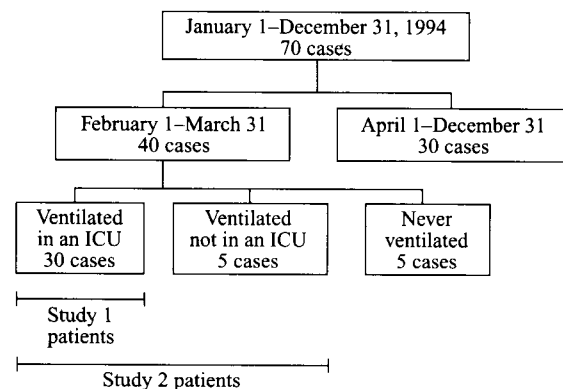 January 1–December 31, 1994
70 cases
February 1–March 31
40 cases
April 1–December 31
30 cases
Ventilated
in an ICU
30 cases
Ventilated
not in an ICU
5 cases
Never
ventilated
5 cases
Study 1
patients
Study 2 patients